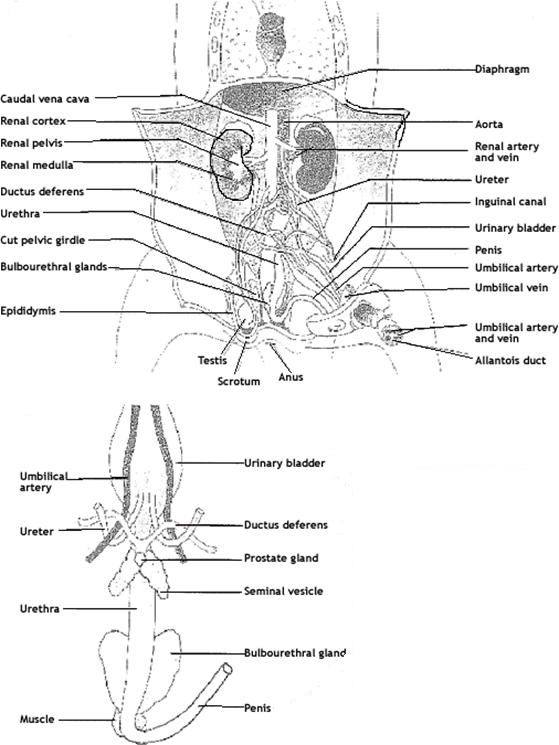 Diaphragm
Caudal vena cava
Renal cortex
Aorta
Renal pelvis
Renal artery
and vein
Renal medulla
Ureter
Ductus deferens
Inguinal canal
Urethra
Urinary bladder
Cut pelvic girdle
Penis
Bulbourethral glands
Umbilical artery
Umbilical vein
Epididymis
Umbilical artery
and vein
Testis
Allantois duct
Scrotum
Anus
Urinary bladder
Umbilical
artery
Ureter
Ductus deferens
Prostate gland
Seminal vesicle
Urethra
Bulbourethral gland
Penis
Muscle